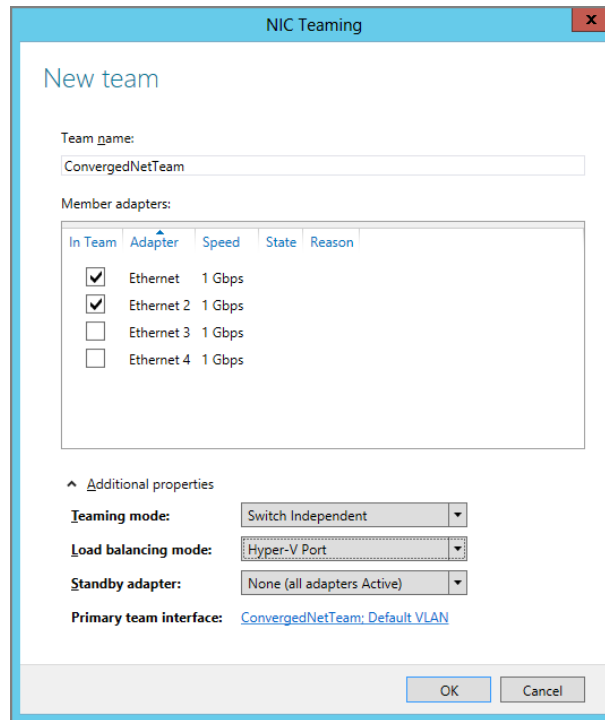 NIC Teaming
x
New team
Team name:
ConvergedNetTeam
Member adapters:
In Team Adapter Speed State Reason
Ethernet 1 Gbps
Ethernet 2 1 Gbps
Ethernet 3 1 Gbps
Ethernet 4 1 Gbps
Additional properties
Teaming mode: Switch Independent
Load balancing mode: Hyper-V Port
Standby adapter: None (all adapters Active)
Primary team interface: ConvergedNetTeam; Default VLAN
OK Cancel